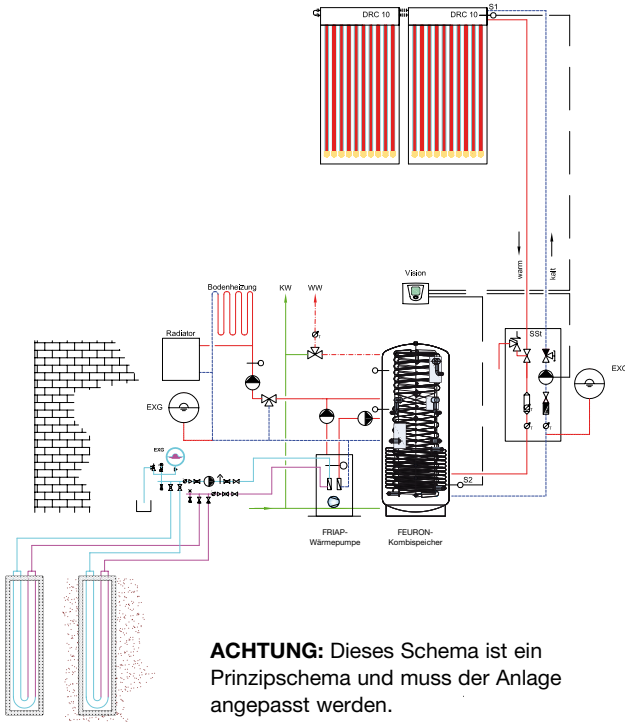 DRC 10
DRC 10
S1
warm
kalt
Vision
Bodenheizung
KW
WW
Radiator
SSt
EXG
EXG
EXG
S2
FRIAP-
Wärmepumpe
FEURON-
Kombispeicher
ACHTUNG: Dieses Schema ist ein
Prinzipschema und muss der Anlage
angepasst werden.